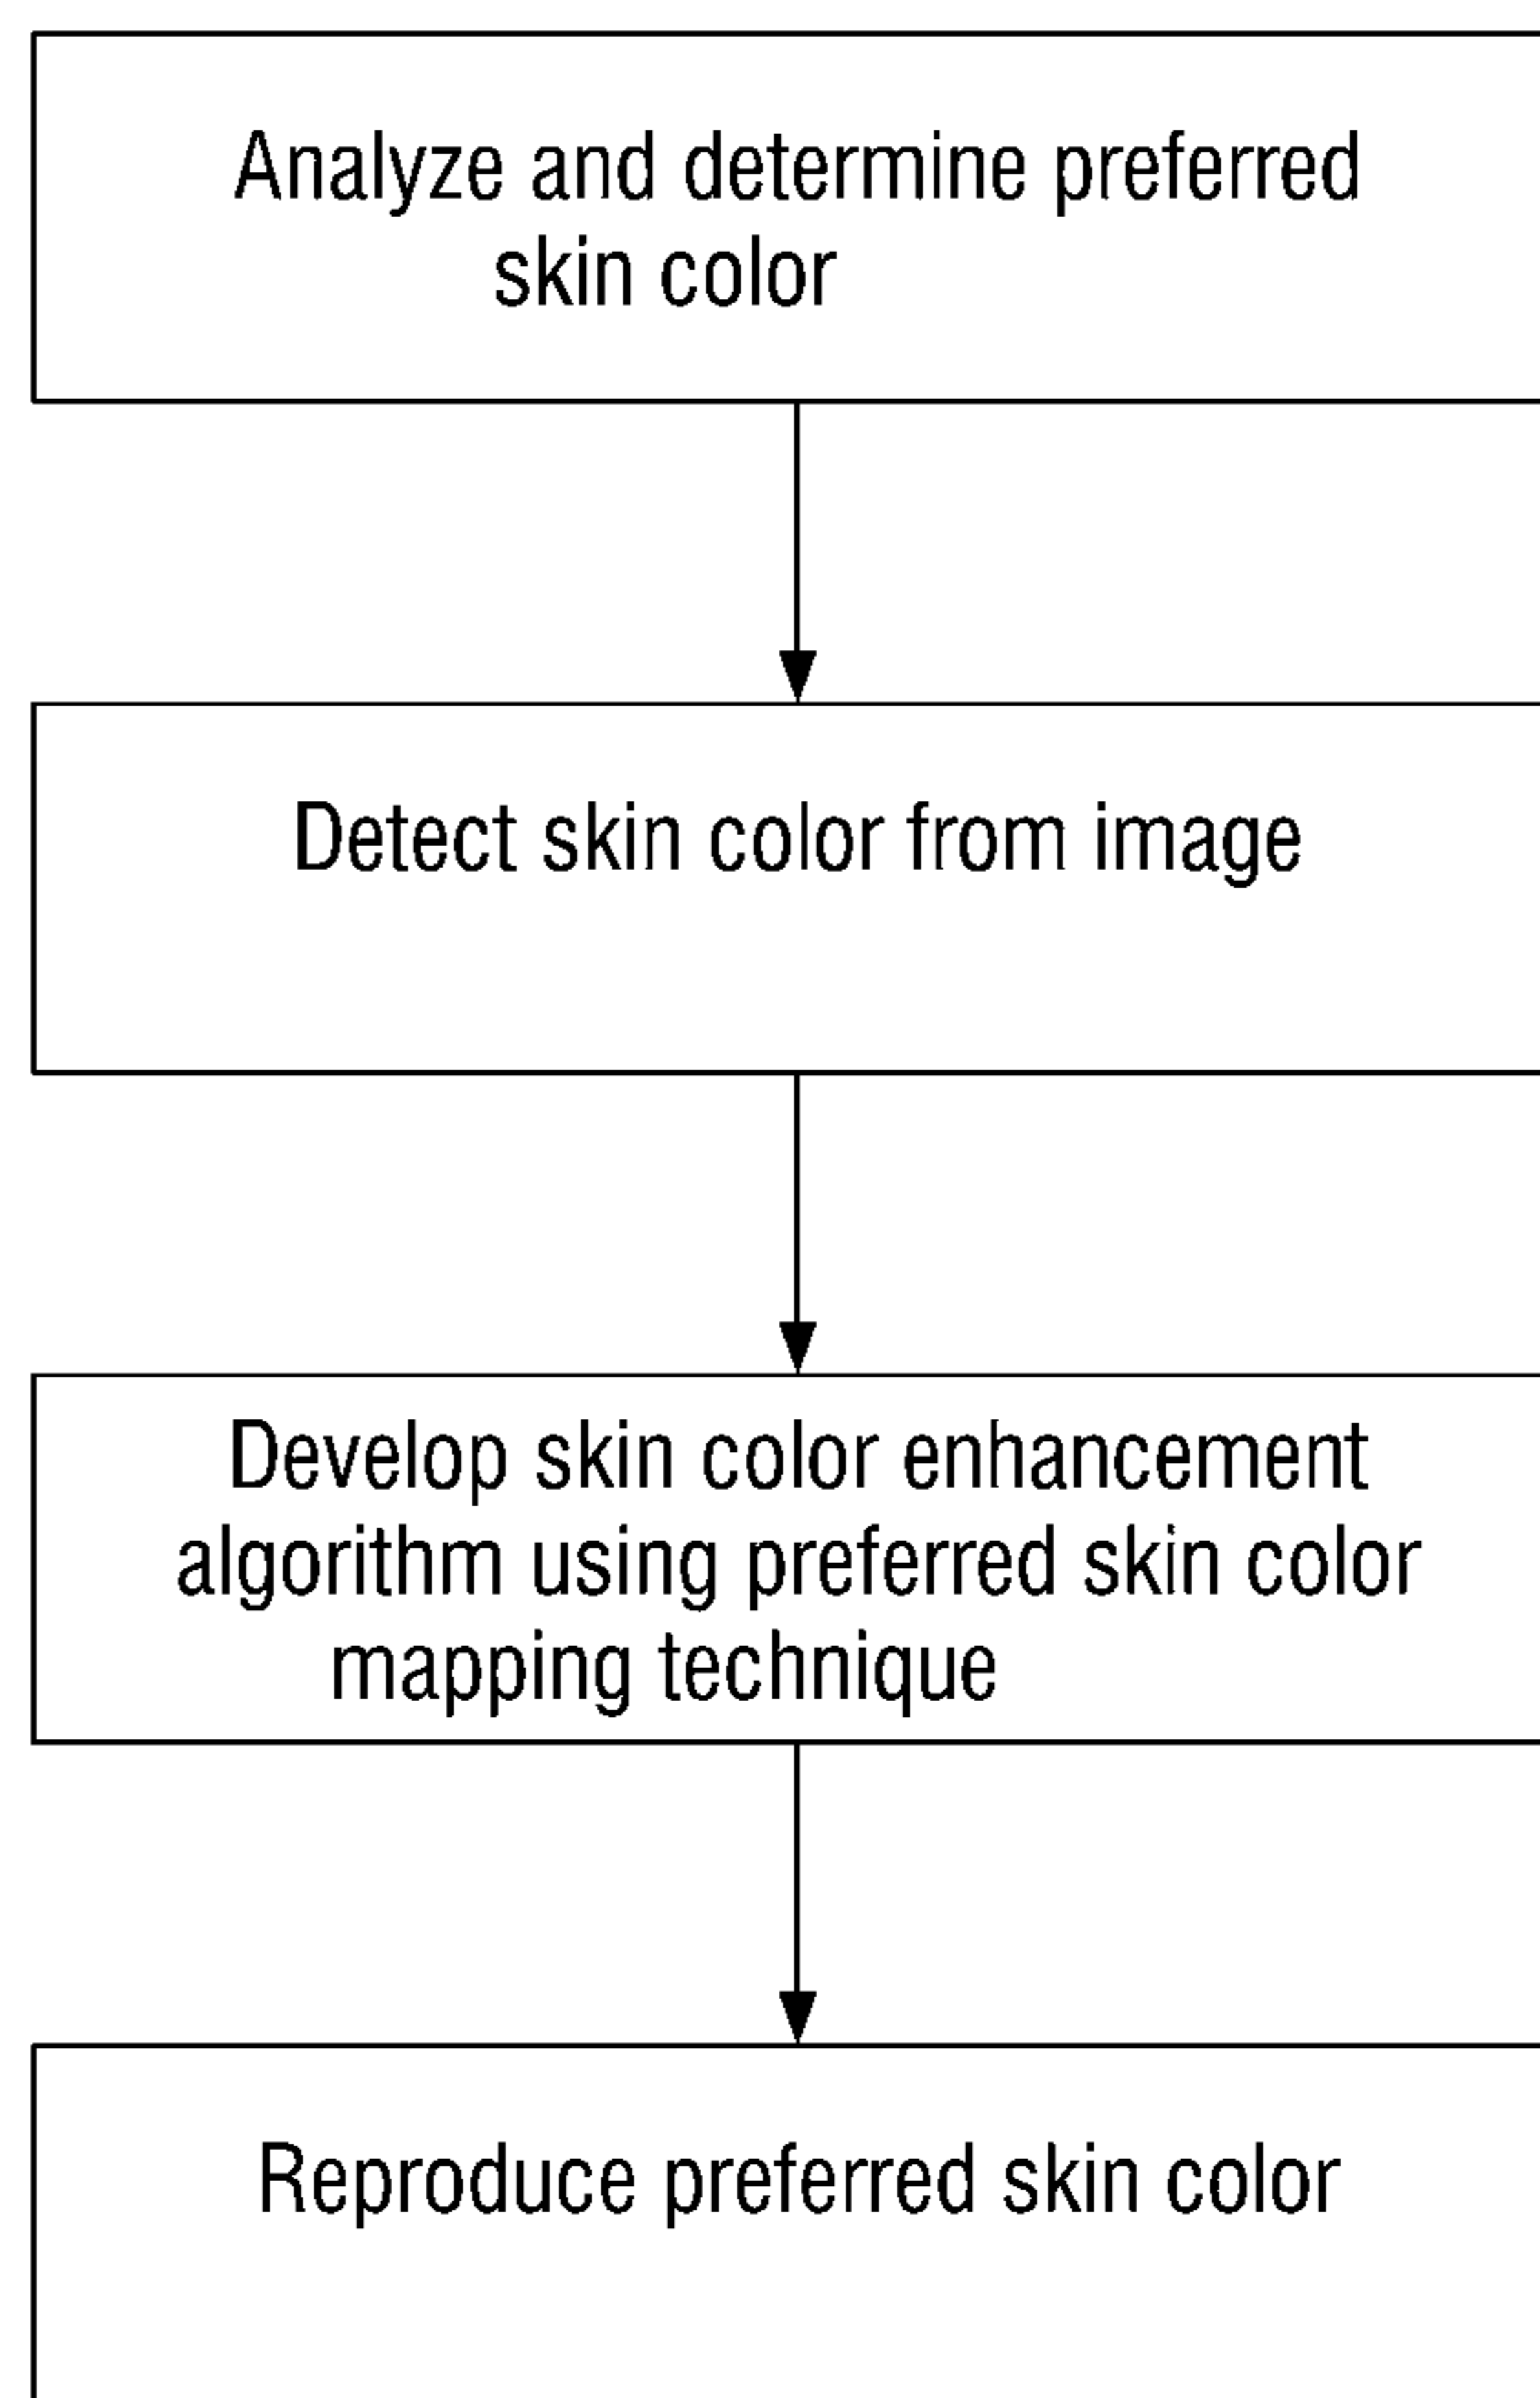 Analyze and determine preferred
skin color
Detect skin color from image
Develop skin color enhancement
algorithm using preferred skin color
mapping technique
Reproduce preferred skin color